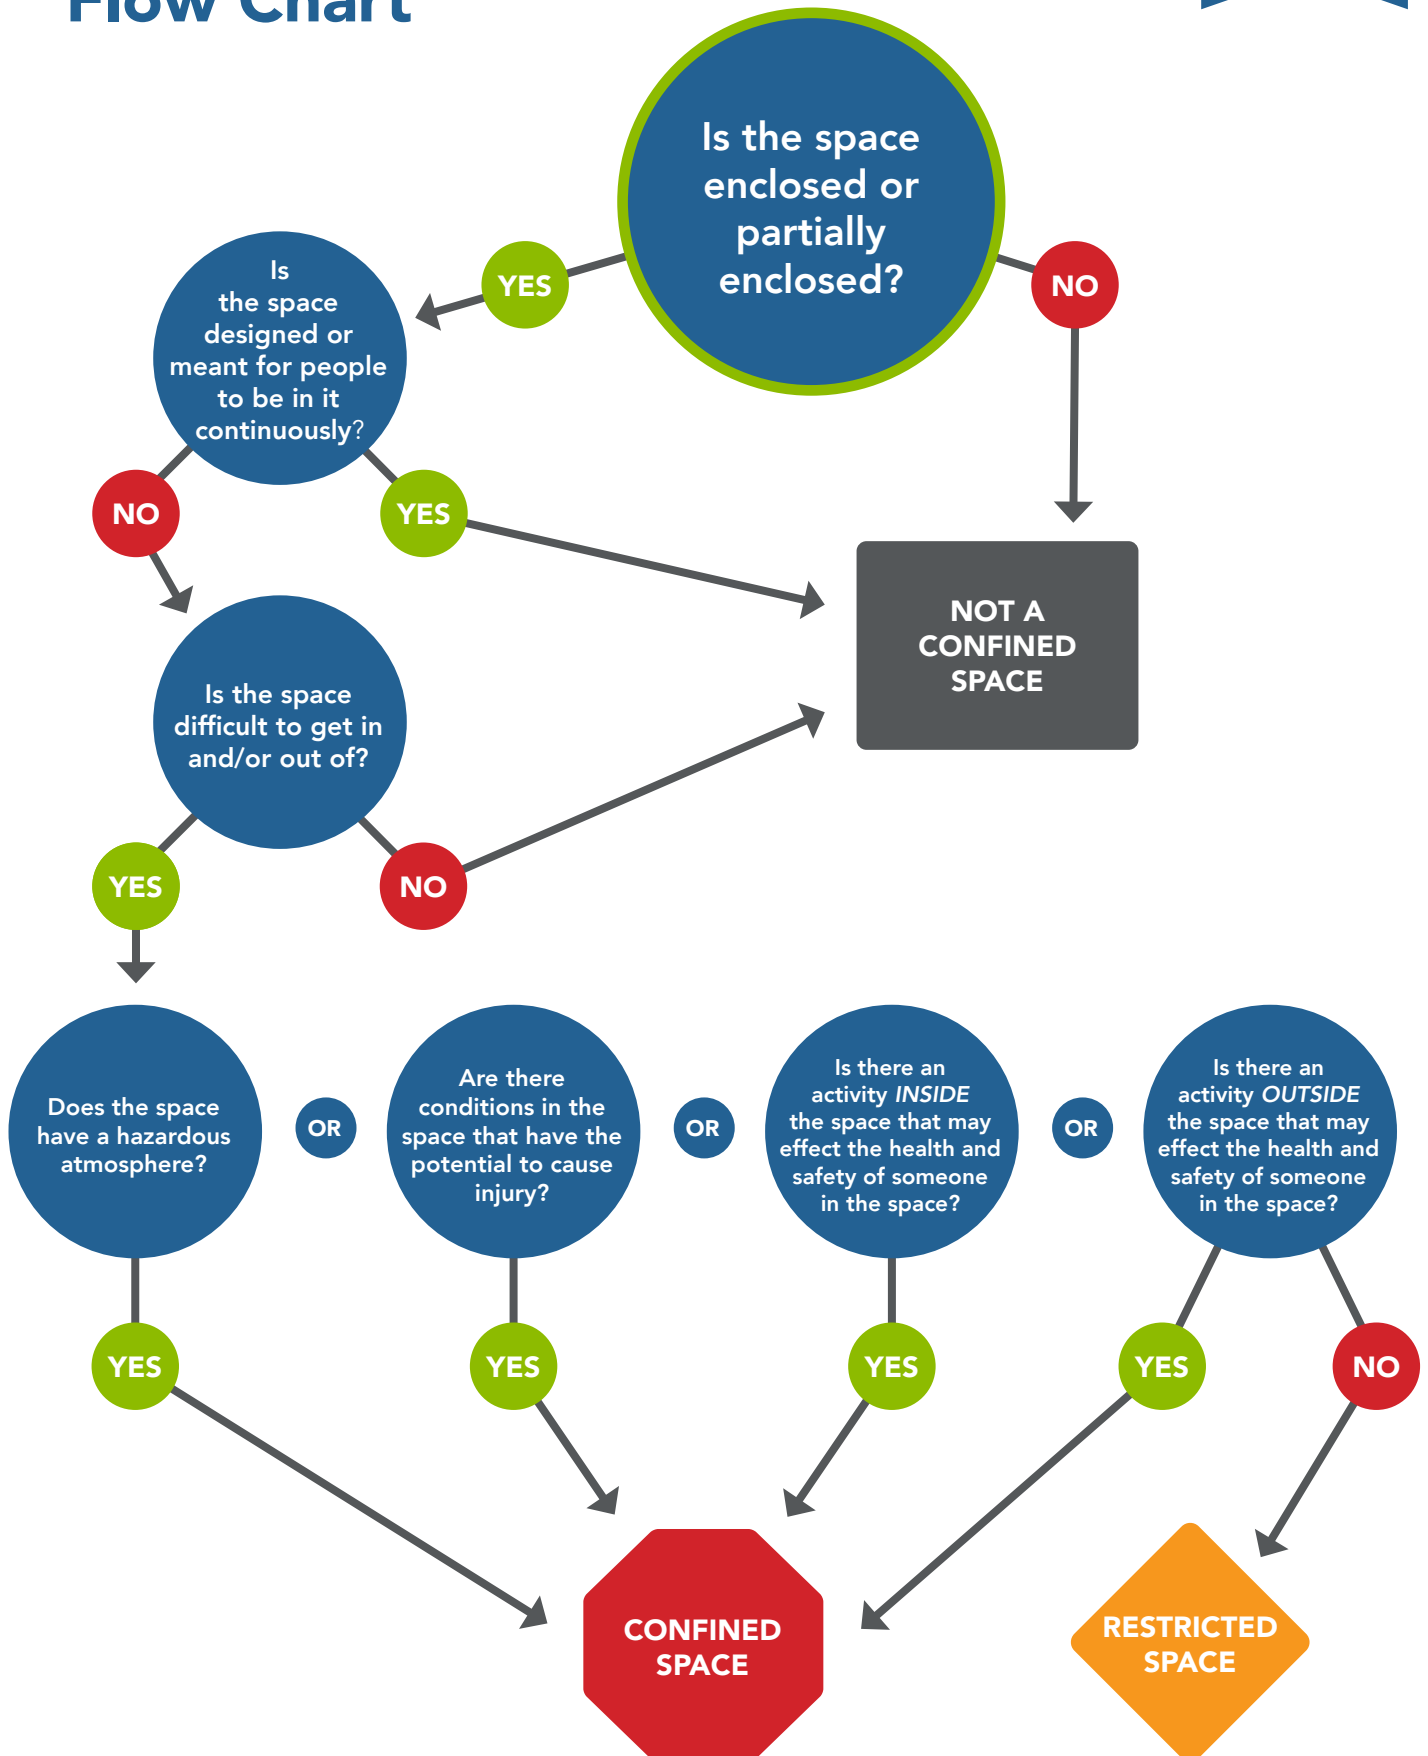 Flow Chart
Is the space
enclosed or
partially
enclosed?
YES
NO
Is
the space
designed or
meant for people
to be in it
continuously?
NO
YES
NOT A
CONFINED
SPACE
Is the space
difficult to get in
and/or out of?
YES
NO
Does the space
have a hazardous
atmosphere?
OR
Are there
conditions in the
space that have the
potential to cause
injury?
OR
Is there an
activity INSIDE
the space that may
effect the health and
safety of someone
in the space?
OR
Is there an
activity OUTSIDE
the space that may
effect the health and
safety of someone
in the space?
YES
YES
YES
YES
NO
CONFINED
SPACE
RESTRICTED
SPACE